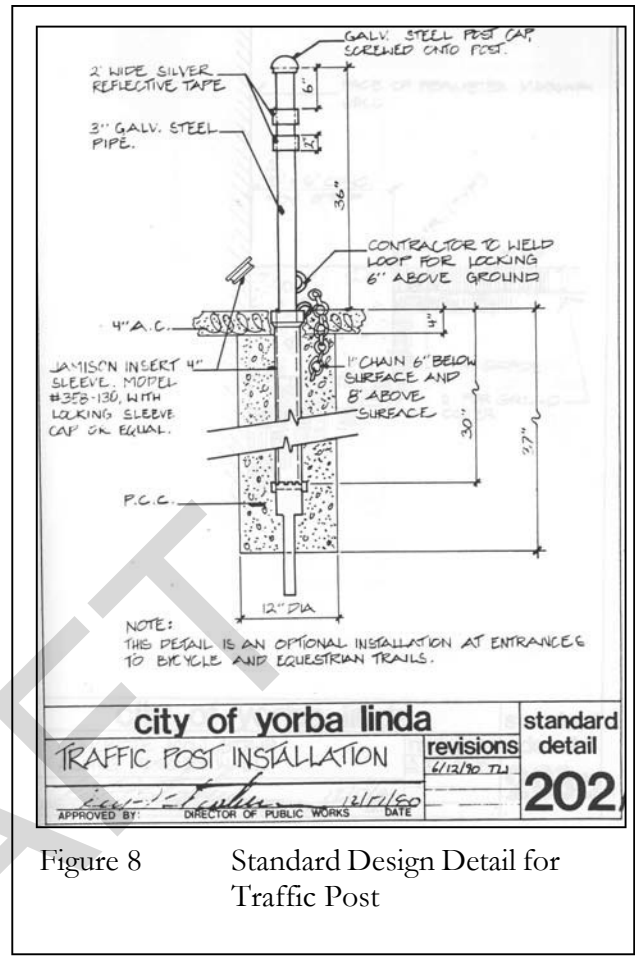 GALV. STEEL POST CAP,
SCREWED ONTO POST.
2" WIDE SILVER
REFLECTIVE TAPE
6"
3" GALV. STEEL
PIPE.
2"
36"
CONTRACTOR TO WELD
LOOP FOR LOCKING
6" ABOVE GROUND
4" A.C.
4"
JAMISON INSERT 4"
SLEEVE. MODEL
#3EB-130, WITH
LOCKING SLEEVE
CAP OR EQUAL.
1" CHAIN 6" BELOW
SURFACE AND
8" ABOVE
SURFACE
30"
37"
P.C.C.
12" DIA
NOTE:
THIS DETAIL IS AN OPTIONAL INSTALLATION AT ENTRANCES
TO BICYCLE AND EQUESTRIAN TRAILS.
city of yorba linda
TRAFFIC POST INSTALLATION
revisions
6/12/90 TLJ
standard
detail
202
APPROVED BY: DIRECTOR OF PUBLIC WORKS DATE
Figure 8 Standard Design Detail for
Traffic Post